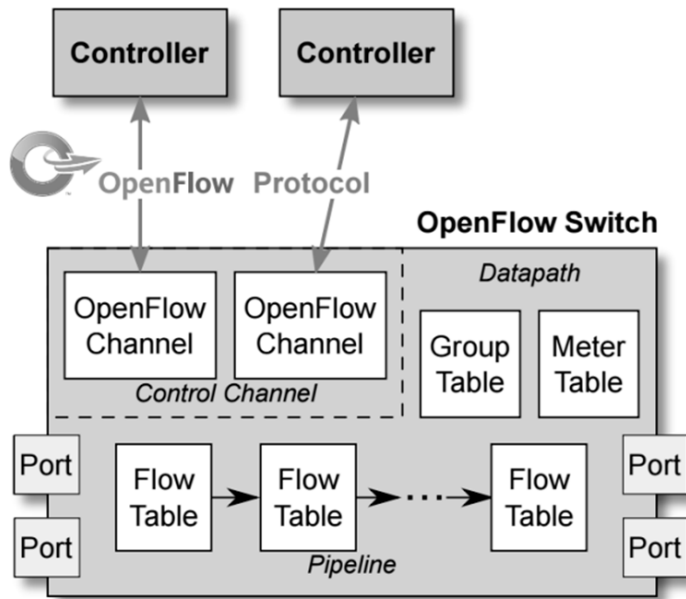 Controller
Controller
OpenFlow Protocol
OpenFlow Switch
Datapath
OpenFlow
Channel
OpenFlow
Channel
Control Channel
Group
Table
Meter
Table
Port
Port
Flow
Table
Flow
Table
...
Flow
Table
Pipeline
Port
Port